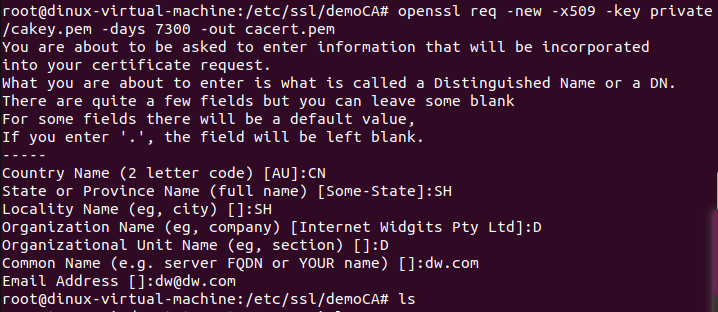 root@dinux-virtual-machine:/etc/ssl/demoCA# openssl req -new -x509 -key private
/cakey.pem -days 7300 -out cacert.pem
You are about to be asked to enter information that will be incorporated
into your certificate request.
What you are about to enter is what is called a Distinguished Name or a DN.
There are quite a few fields but you can leave some blank
For some fields there will be a default value,
If you enter '.', the field will be left blank.
-----
Country Name (2 letter code) [AU]:CN
State or Province Name (full name) [Some-State]:SH
Locality Name (eg, city) []:SH
Organization Name (eg, company) [Internet Widgits Pty Ltd]:D
Organizational Unit Name (eg, section) []:D
Common Name (e.g. server FQDN or YOUR name) []:dw.com
Email Address []:dw@dw.com
root@dinux-virtual-machine:/etc/ssl/demoCA# ls